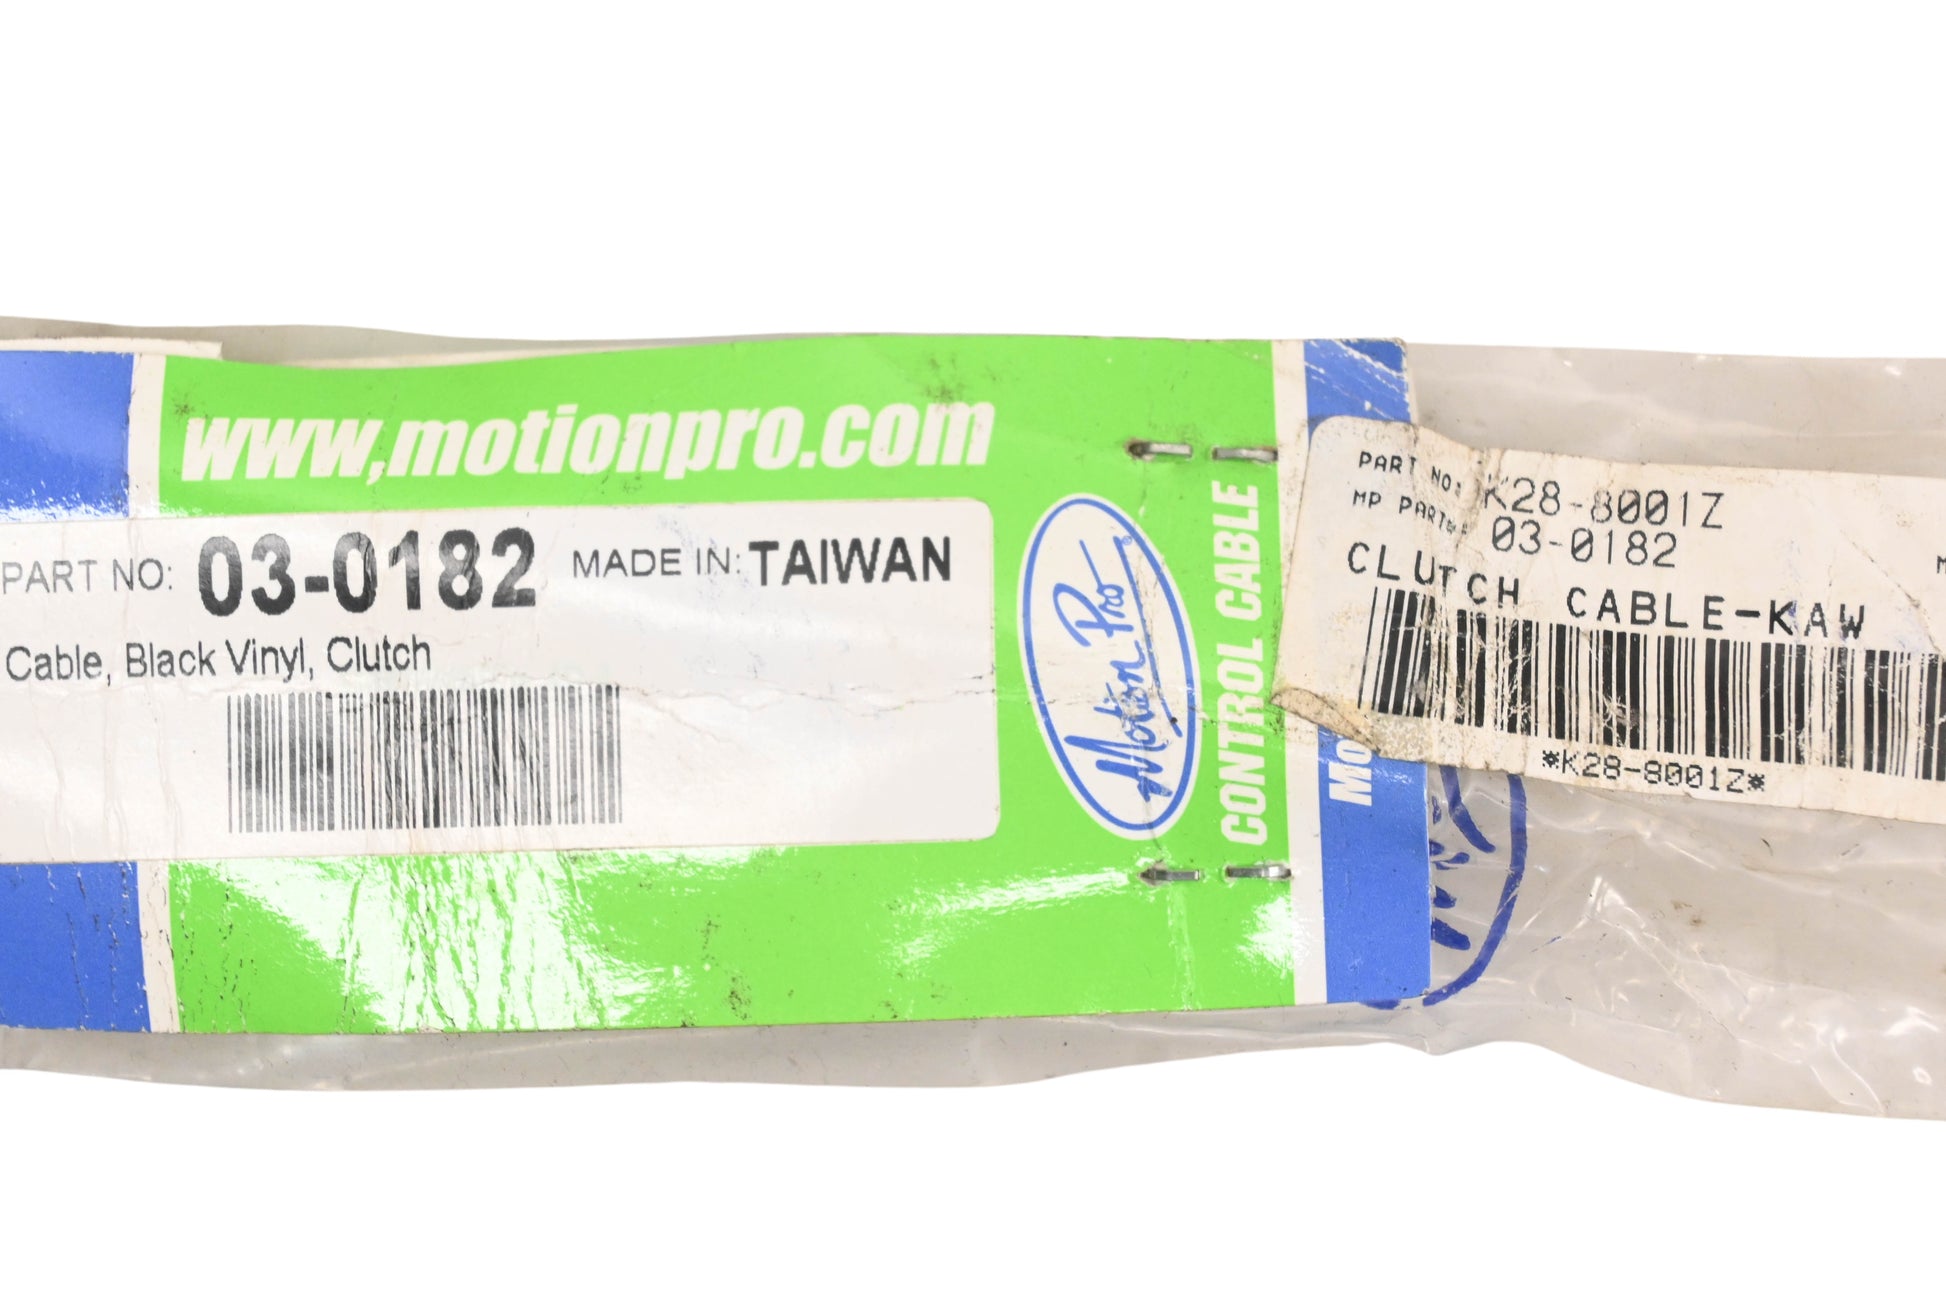 www.motionpro.com
PART NO: 03-0182 MADE IN: TAIWAN
Cable, Black Vinyl, Clutch
Motion Pro
CONTROL CABLE
Mo
PART NO: K28-8001Z
MP PART#: 03-0182
CLUTCH CABLE-KAW
*K28-8001Z*